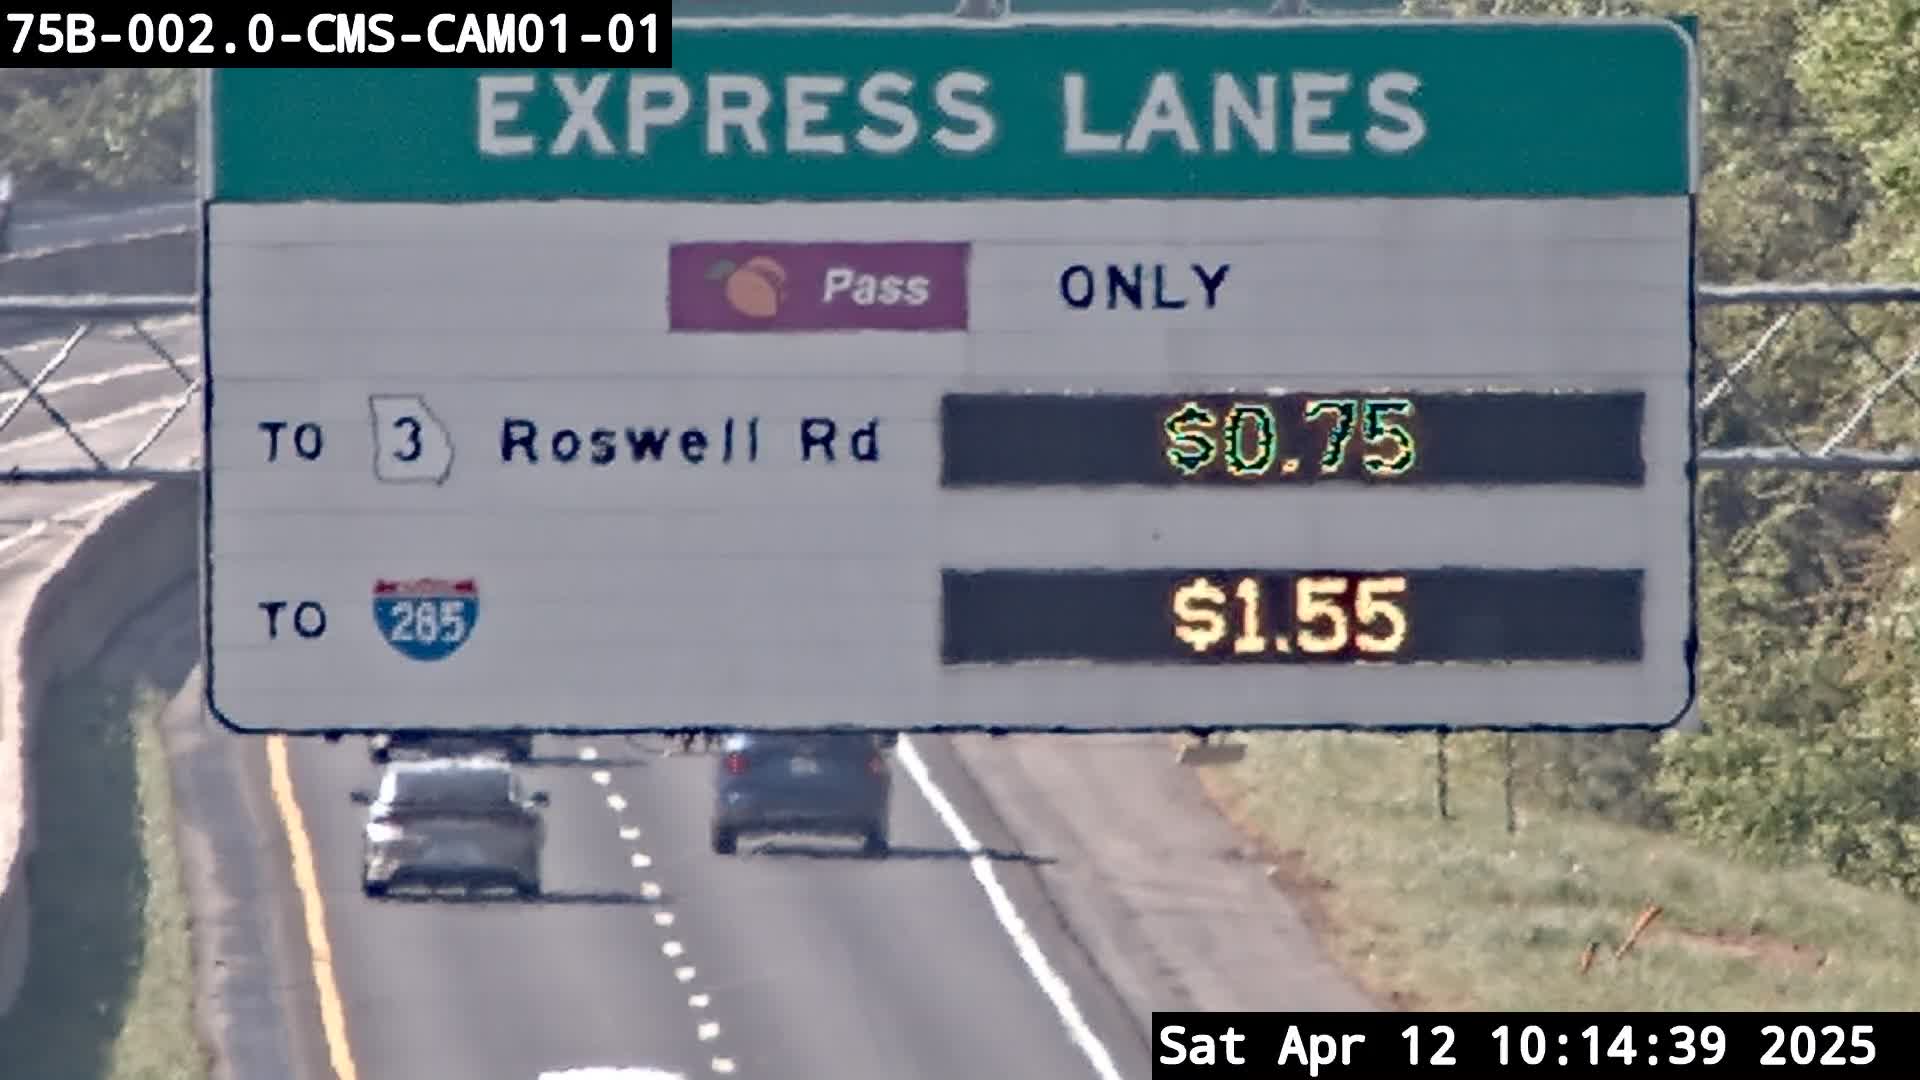 75B-002.0-CMS-CAM01-01
EXPRESS LANES
Pass ONLY
TO 3 Roswell Rd $0.75
TO 285 $1.55
Sat Apr 12 10:14:39 2025